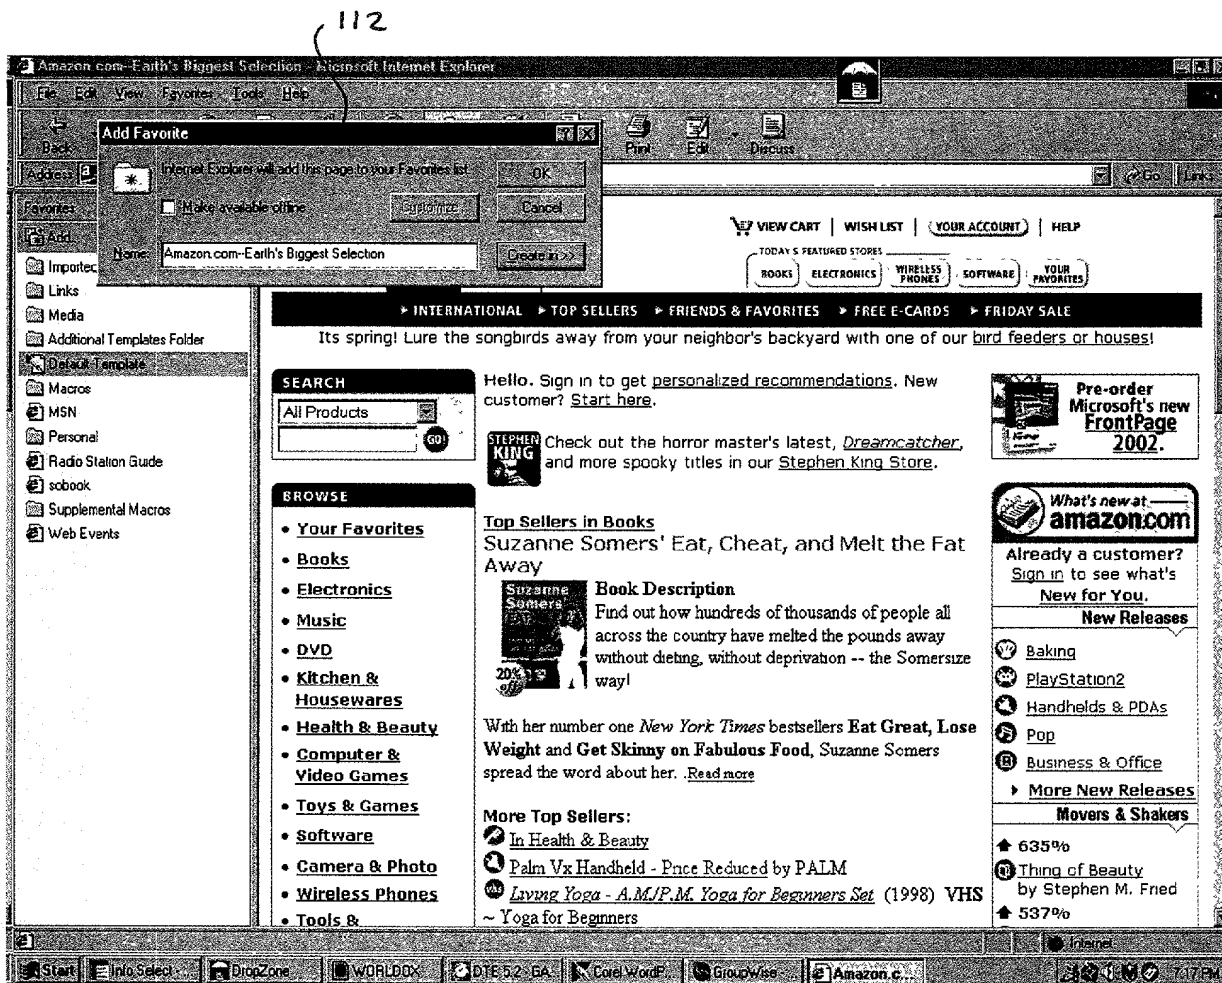 112
Amazon.com--Earth's Biggest Selection - Microsoft Internet Explorer
File Edit View Favorites Tools Help
Back
Print Edit Discuss
Add Favorite
Internet Explorer will add this page to your Favorites list
OK
Make available offline
Customize
Cancel
Name:
Amazon.com--Earth's Biggest Selection
Create in >>
Address
Go
Links
Favorites
Add...
Imported
Links
Media
Additional Templates Folder
Default Template
Macros
MSN
Personal
Radio Station Guide
sobook
Supplemental Macros
Web Events
VIEW CART | WISH LIST | YOUR ACCOUNT | HELP
TODAY'S FEATURED STORES
BOOKS ELECTRONICS WIRELESS PHONES SOFTWARE YOUR FAVORITES
INTERNATIONAL TOP SELLERS FRIENDS & FAVORITES FREE E-CARDS FRIDAY SALE
Its spring! Lure the songbirds away from your neighbor's backyard with one of our bird feeders or houses!
SEARCH
All Products
GO!
BROWSE
• Your Favorites
• Books
• Electronics
• Music
• DVD
• Kitchen &
Housewares
• Health & Beauty
• Computer &
Video Games
• Toys & Games
• Software
• Camera & Photo
• Wireless Phones
• Tools &
Hello. Sign in to get personalized recommendations. New
customer? Start here.
STEPHEN
KING
Check out the horror master's latest, Dreamcatcher,
and more spooky titles in our Stephen King Store.
Top Sellers in Books
Suzanne Somers' Eat, Cheat, and Melt the Fat
Away
Suzanne
Somers'
20%
off
Book Description
Find out how hundreds of thousands of people all
across the country have melted the pounds away
without dieting, without deprivation -- the Somersize
way!
With her number one New York Times bestsellers Eat Great, Lose
Weight and Get Skinny on Fabulous Food, Suzanne Somers
spread the word about her. .Read more
More Top Sellers:
In Health & Beauty
Palm Vx Handheld - Price Reduced by PALM
vhs Living Yoga - A.M./P.M. Yoga for Beginners Set (1998) VHS
~ Yoga for Beginners
Pre-order
Microsoft's new
FrontPage
2002.
What's new at
amazon.com
Already a customer?
Sign in to see what's
New for You.
New Releases
Baking
PlayStation2
Handhelds & PDAs
Pop
Business & Office
More New Releases
Movers & Shakers
635%
Thing of Beauty
by Stephen M. Fried
537%
Internet
Start Info Select DropZone WORLDOX DTE 5.2 - GA Corel WordP... GroupWise Amazon.c... 7:17 PM